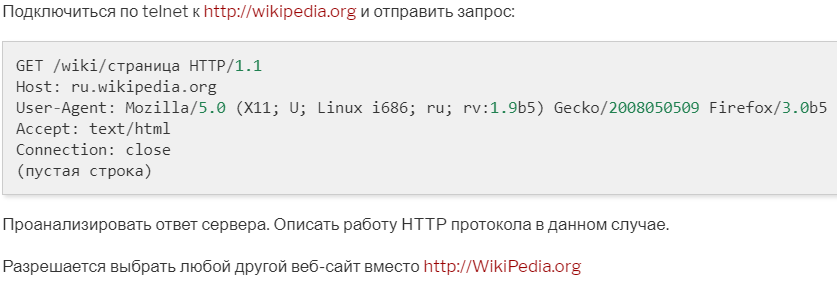 Подключиться по telnet к http://wikipedia.org и отправить запрос:
GET /wiki/страница HTTP/1.1
Host: ru.wikipedia.org
User-Agent: Mozilla/5.0 (X11; U; Linux i686; ru; rv:1.9b5) Gecko/2008050509 Firefox/3.0b5
Accept: text/html
Connection: close
(пустая строка)
Проанализировать ответ сервера. Описать работу HTTP протокола в данном случае.
Разрешается выбрать любой другой веб-сайт вместо http://WikiPedia.org